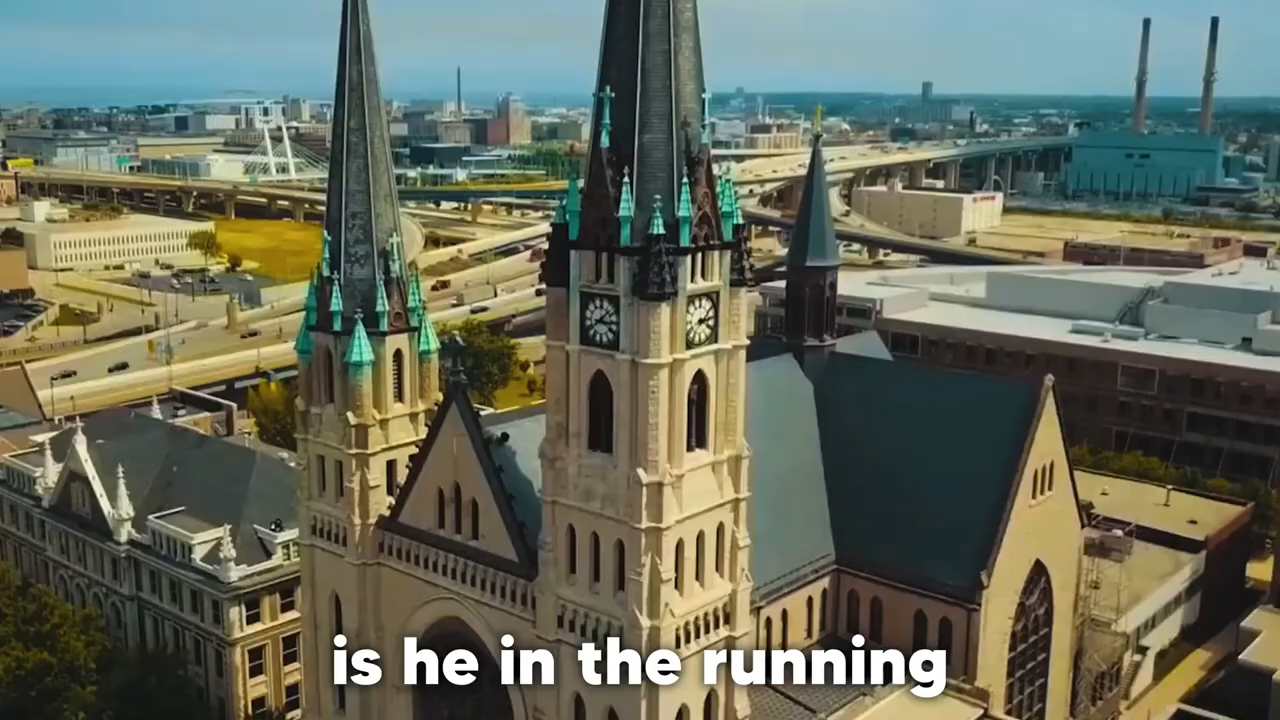 is he in the running